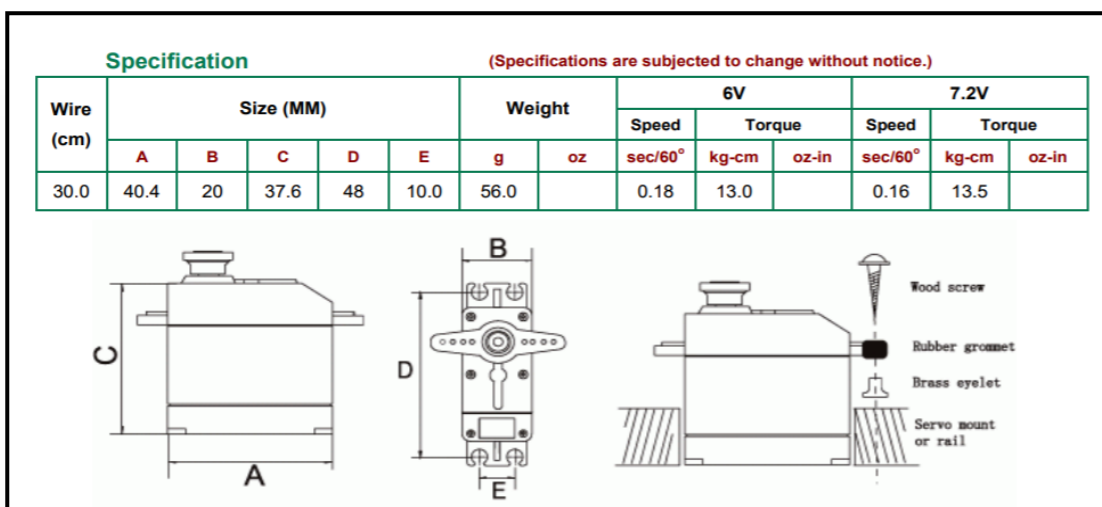 Specification (Specifications are subjected to change without notice.)
Wire (cm) Size (MM) Weight 6V 7.2V
Speed Torque Speed Torque
A B C D E g oz sec/60° kg-cm oz-in sec/60° kg-cm oz-in
30.0 40.4 20 37.6 48 10.0 56.0 0.18 13.0 0.16 13.5
C
A
B
D
E
Wood screw
Rubber grommet
Brass eyelet
Servo mount
or rail